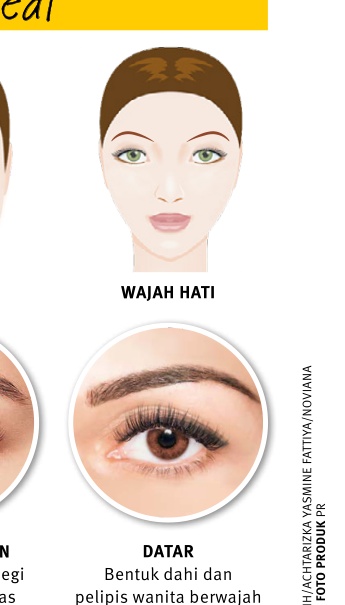 eal
WAJAH HATI
N
egi
as
DATAR
Bentuk dahi dan
pelipis wanita berwajah
IH/ACHTARIZKA YASMINE FATTIYA/NOVIANA
FOTO PRODUK PR